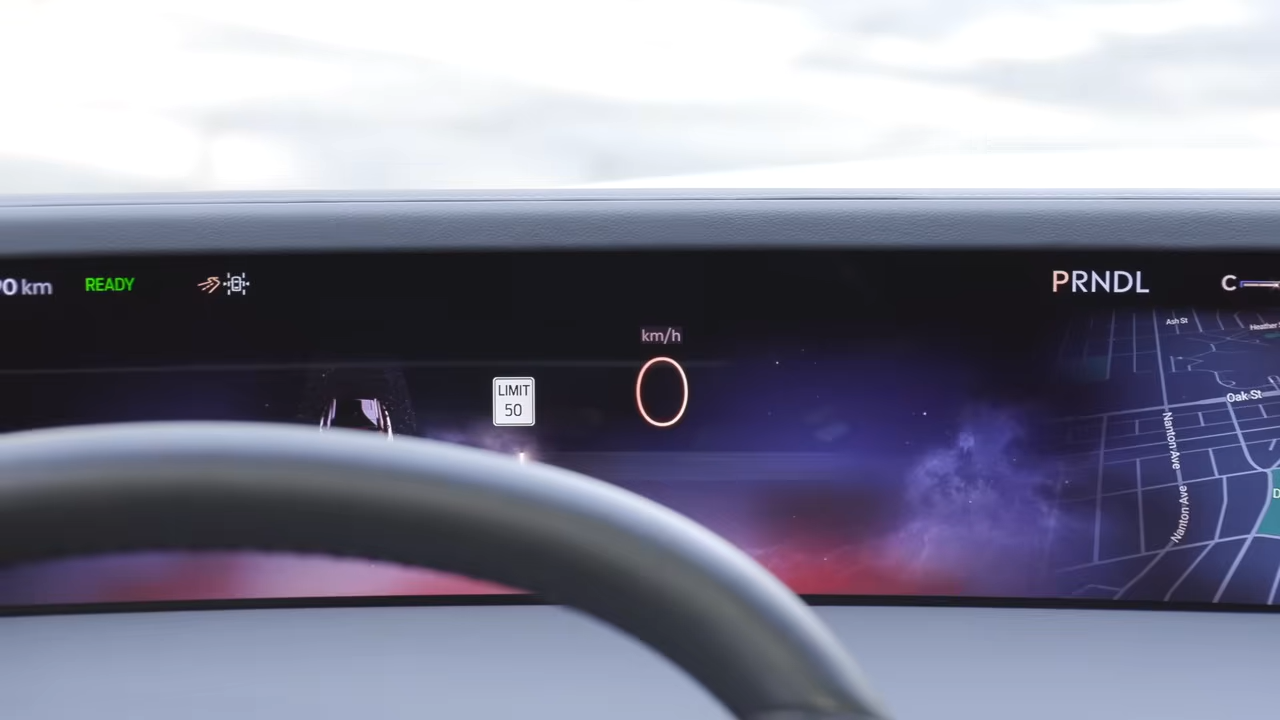 0 km
READY
PRNDL
C
km/h
0
LIMIT
50
Ash St
Heather
Oak St
Nanton Ave
Nanton Ave
D